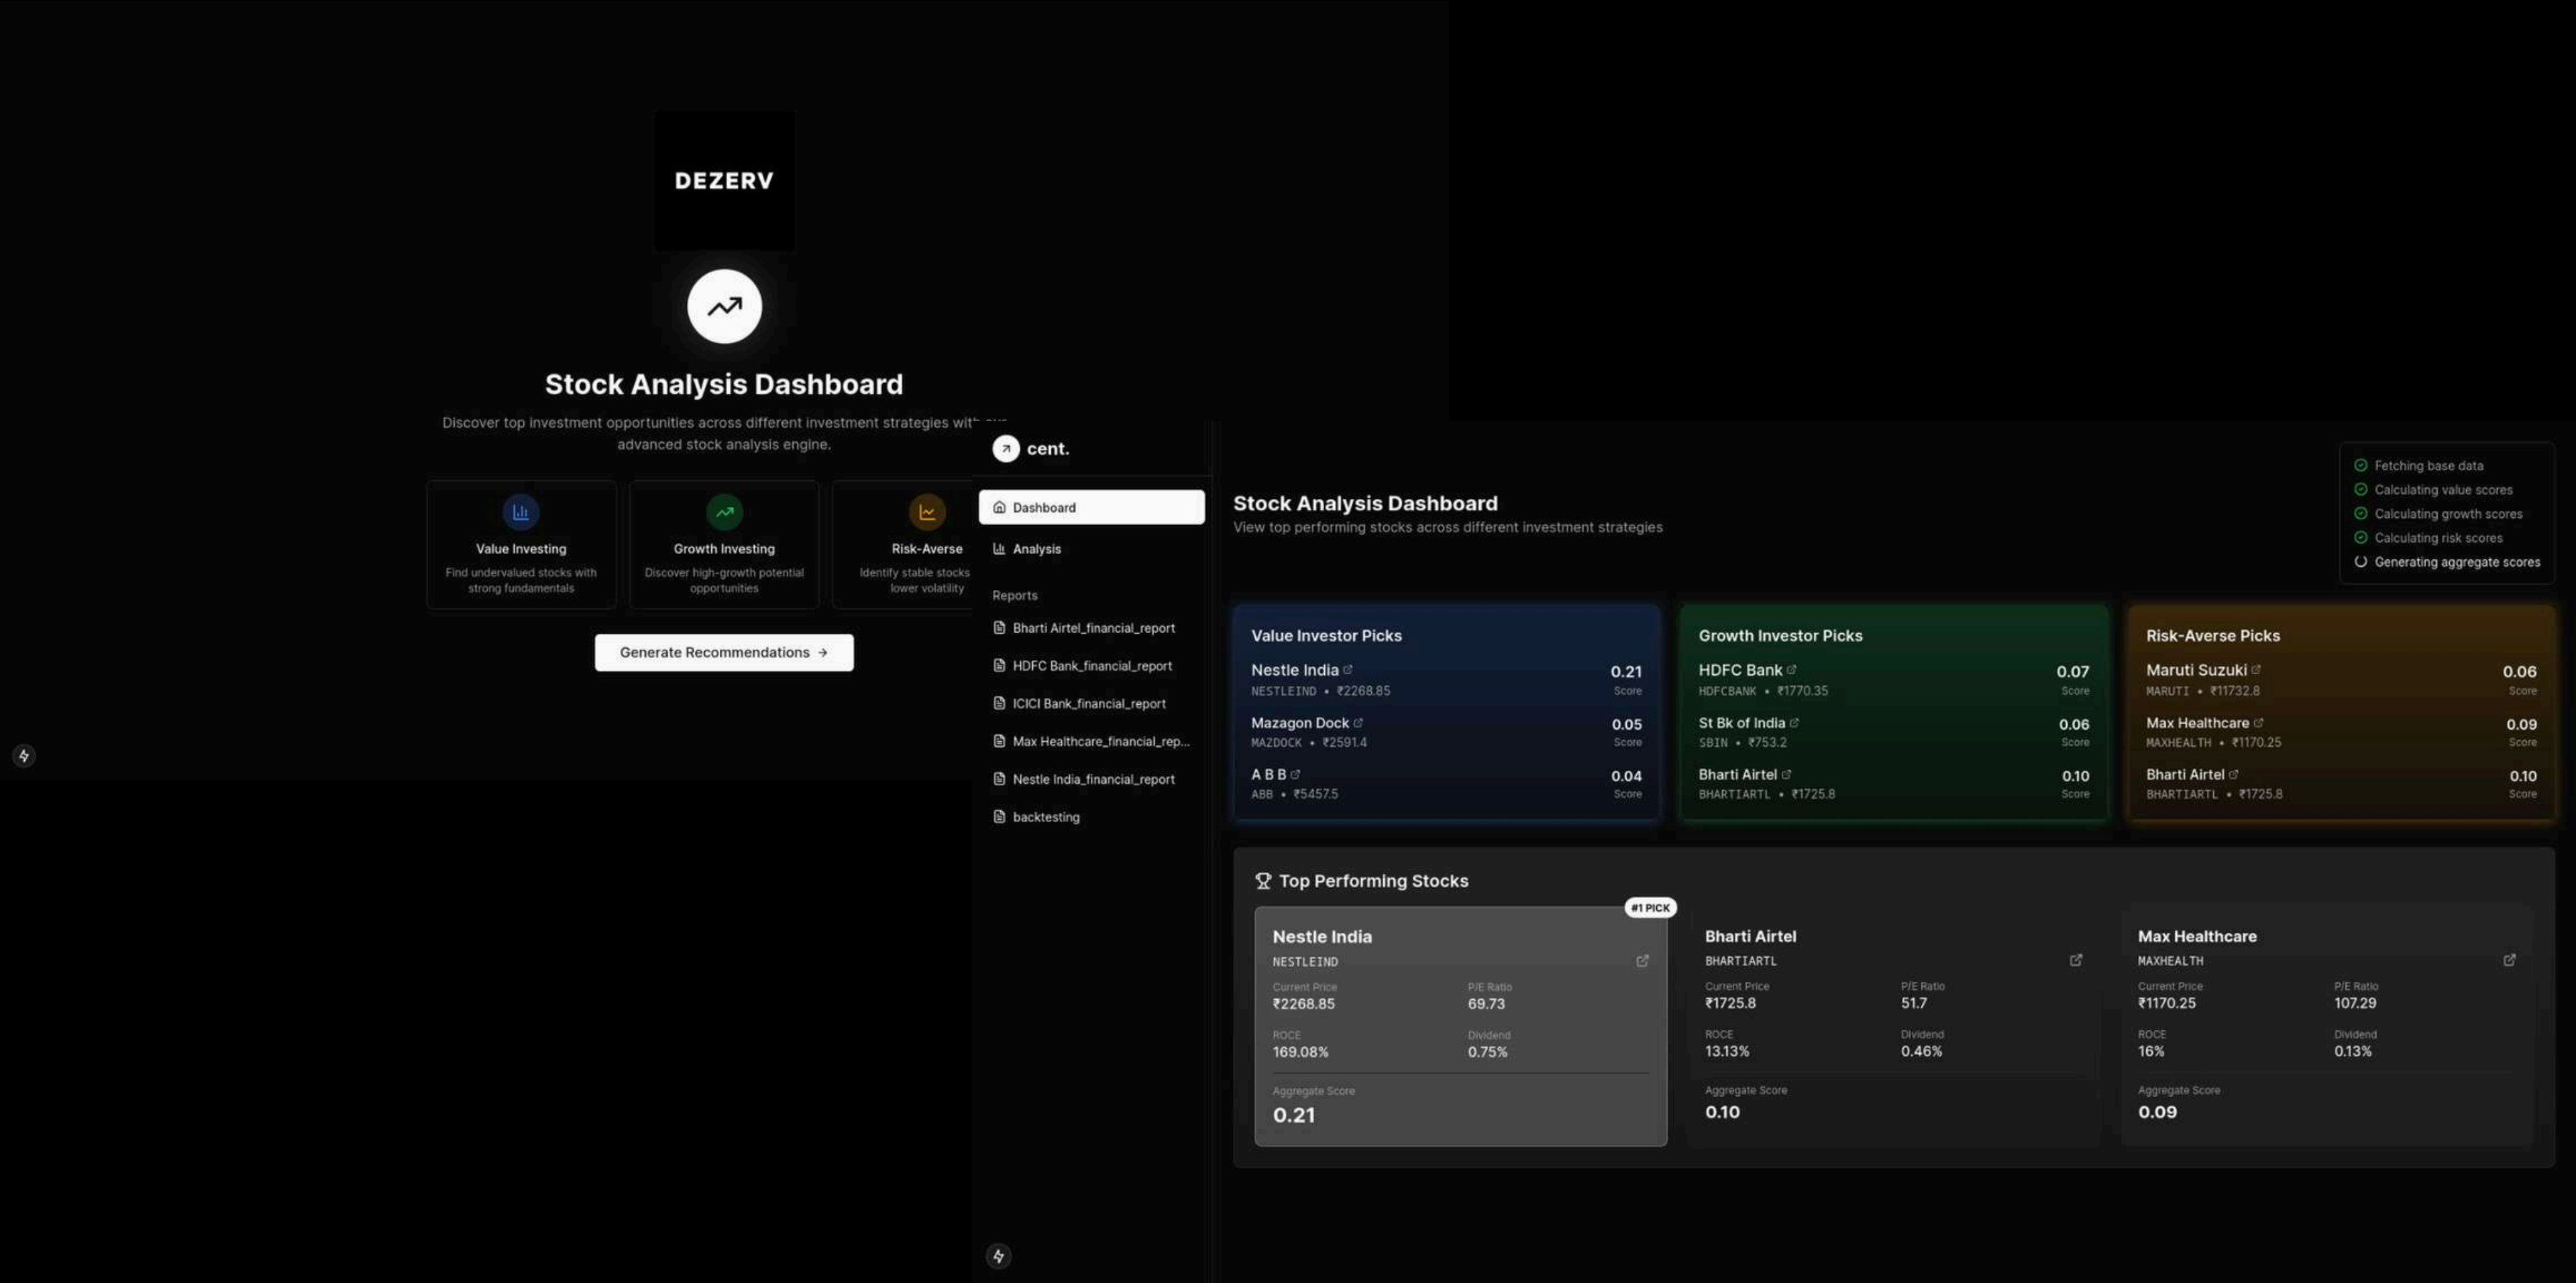 DEZERV
Stock Analysis Dashboard
Discover top investment opportunities across different investment strategies with
advanced stock analysis engine.
Value Investing
Find undervalued stocks with
strong fundamentals
Growth Investing
Discover high-growth potential
opportunities
Risk-Averse
Identify stable stocks
lower volatility
Generate Recommendations →
cent.
Dashboard
Analysis
Reports
Bharti Airtel_financial_report
HDFC Bank_financial_report
ICICI Bank_financial_report
Max Healthcare_financial_rep...
Nestle India_financial_report
backtesting
Stock Analysis Dashboard
View top performing stocks across different investment strategies
Fetching base data
Calculating value scores
Calculating growth scores
Calculating risk scores
Generating aggregate scores
Value Investor Picks
Nestle India 0.21
NESTLEIND • ₹2268.85 Score
Mazagon Dock 0.05
MAZDOCK • ₹2591.4 Score
A B B 0.04
ABB • ₹5457.5 Score
Growth Investor Picks
HDFC Bank 0.07
HDFCBANK • ₹1770.35 Score
St Bk of India 0.06
SBIN • ₹753.2 Score
Bharti Airtel 0.10
BHARTIARTL • ₹1725.8 Score
Risk-Averse Picks
Maruti Suzuki 0.06
MARUTI • ₹11732.8 Score
Max Healthcare 0.09
MAXHEALTH • ₹1170.25 Score
Bharti Airtel 0.10
BHARTIARTL • ₹1725.8 Score
Top Performing Stocks
#1 PICK
Nestle India
NESTLEIND
Current Price P/E Ratio
₹2268.85 69.73
ROCE Dividend
169.08% 0.75%
Aggregate Score
0.21
Bharti Airtel
BHARTIARTL
Current Price P/E Ratio
₹1725.8 51.7
ROCE Dividend
13.13% 0.46%
Aggregate Score
0.10
Max Healthcare
MAXHEALTH
Current Price P/E Ratio
₹1170.25 107.29
ROCE Dividend
16% 0.13%
Aggregate Score
0.09